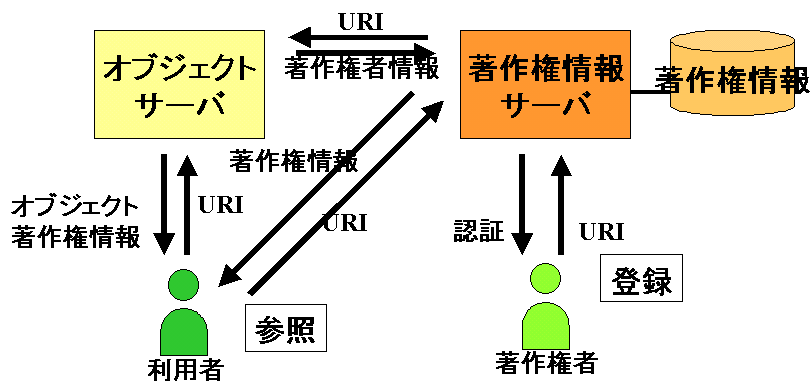 URI
オブジェクト
サーバ
著作権者情報
著作権情報
サーバ
著作権情報
著作権情報
オブジェクト
著作権情報
URI
URI
認証
URI
登録
参照
利用者
著作権者